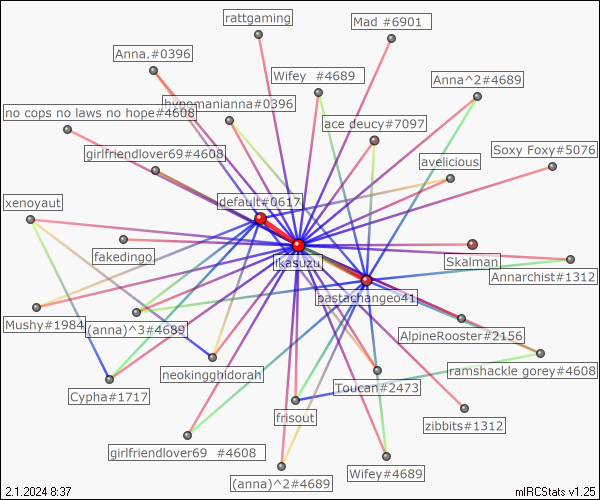 rattgaming
Mad #6901
Anna.#0396
Wifey  #4689
Anna^2#4689
hypomanianna#0396
no cops no laws no hope#4608
ace deucy#7097
girlfriendlover69#4608
Soxy Foxy#5076
avelicious
xenoyaut
default#0617
fakedingo
ikasuzu
Skalman
Annarchist#1312
pastachangeo41
Mushy#1984
(anna)^3#4689
AlpineRooster#2156
neokingghidorah
Toucan#2473
ramshackle gorey#4608
Cypha#1717
frisout
zibbits#1312
girlfriendlover69  #4608
(anna)^2#4689
Wifey#4689
2.1.2024 8:37
mIRCStats v1.25